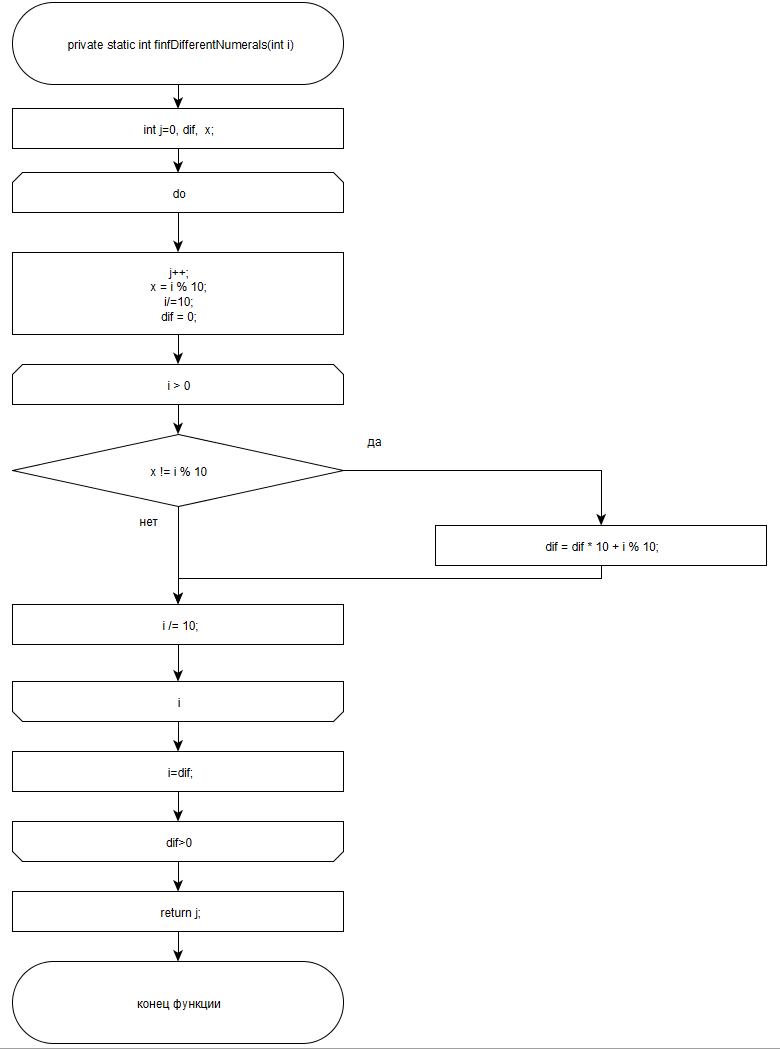 private static int finfDifferentNumerals(int i)
int j=0, dif, x;
do
j++;
x = i % 10;
i/=10;
dif = 0;
i > 0
да
x != i % 10
нет
dif = dif * 10 + i % 10;
i /= 10;
i
i=dif;
dif>0
return j;
конец функции